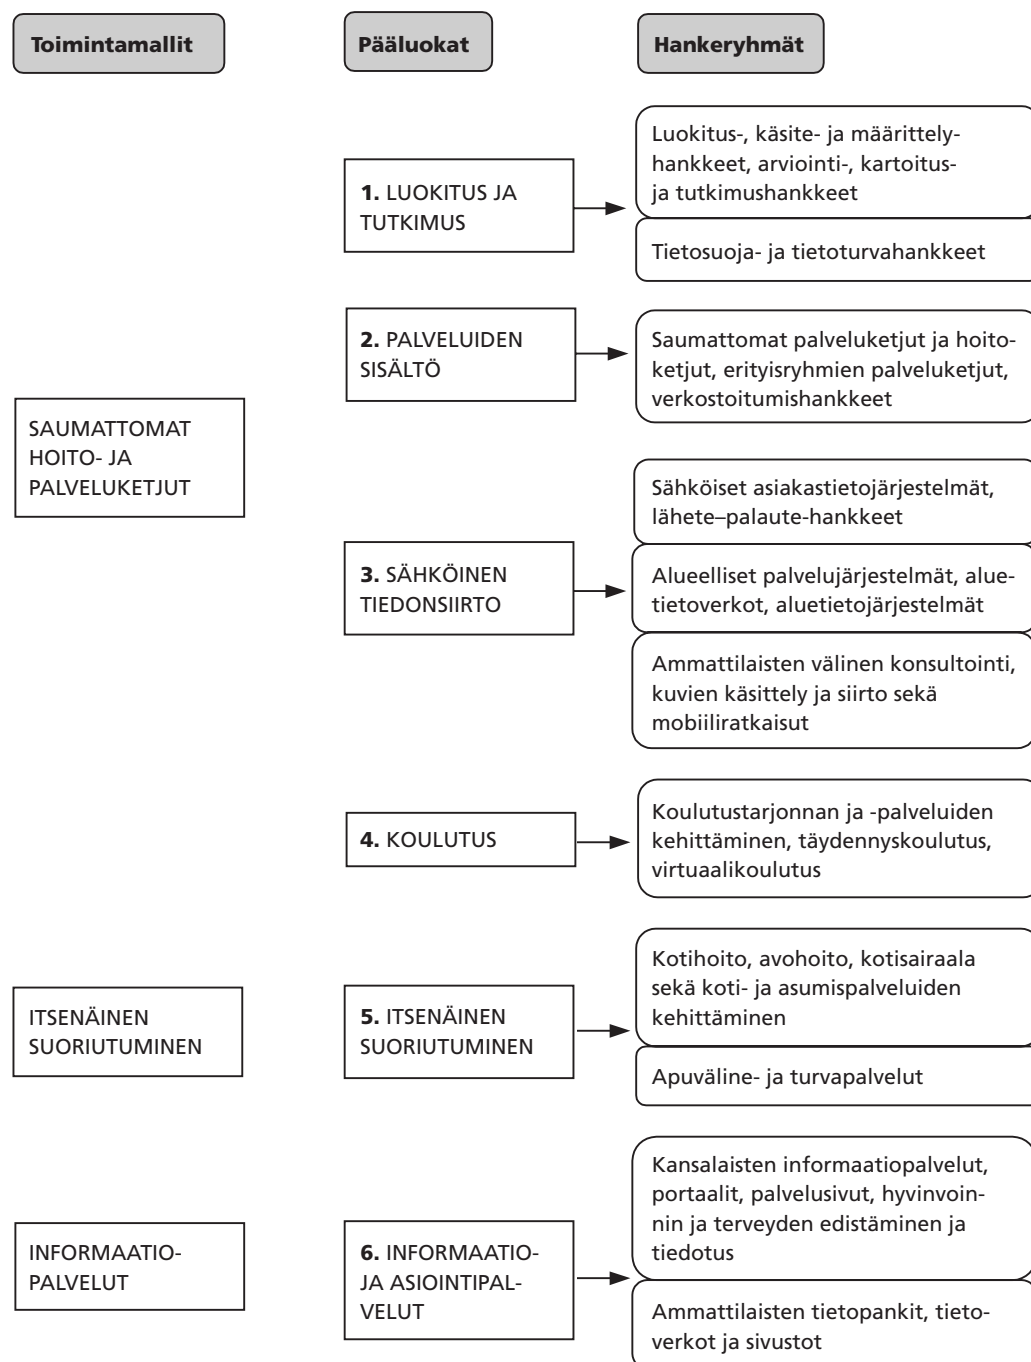 Toimintamallit
Pääluokat
Hankeryhmät
SAUMATTOMAT
HOITO- JA
PALVELUKETJUT
1. LUOKITUS JA
TUTKIMUS
Luokitus-, käsite- ja määrittely-
hankkeet, arviointi-, kartoitus-
ja tutkimushankkeet
Tietosuoja- ja tietoturvahankkeet
2. PALVELUIDEN
SISÄLTÖ
Saumattomat palveluketjut ja hoito-
ketjut, erityisryhmien palveluketjut,
verkostoitumishankkeet
3. SÄHKÖINEN
TIEDONSIIRTO
Sähköiset asiakastietojärjestelmät,
lähete–palaute-hankkeet
Alueelliset palvelujärjestelmät, alue-
tietoverkot, aluetietojärjestelmät
Ammattilaisten välinen konsultointi,
kuvien käsittely ja siirto sekä
mobiiliratkaisut
4. KOULUTUS
Koulutustarjonnan ja -palveluiden
kehittäminen, täydennyskoulutus,
virtuaalikoulutus
ITSENÄINEN
SUORIUTUMINEN
5. ITSENÄINEN
SUORIUTUMINEN
Kotihoito, avohoito, kotisairaala
sekä koti- ja asumispalveluiden
kehittäminen
Apuväline- ja turvapalvelut
INFORMAATIO-
PALVELUT
6. INFORMAATIO-
JA ASIOINTIPAL-
VELUT
Kansalaisten informaatiopalvelut,
portaalit, palvelusivut, hyvinvoin-
nin ja terveyden edistäminen ja
tiedotus
Ammattilaisten tietopankit, tieto-
verkot ja sivustot